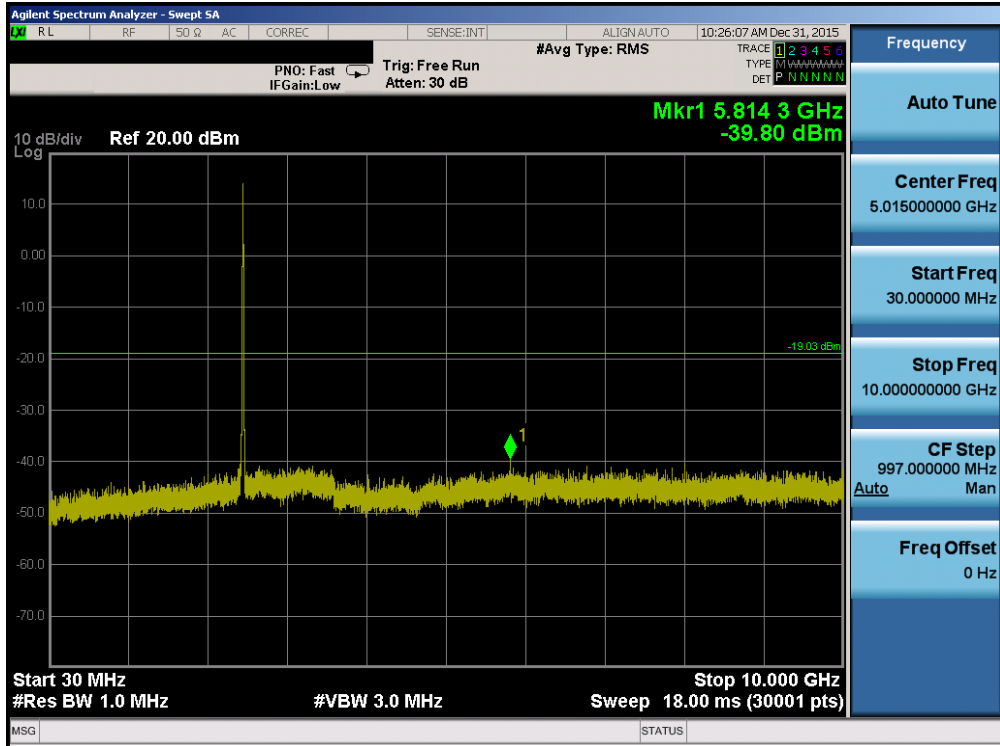 Agilent Spectrum Analyzer - Swept SA
LXI RL RF 50 Ω AC CORREC SENSE:INT ALIGN AUTO 10:26:07 AM Dec 31, 2015
#Avg Type: RMS TRACE 1 2 3 4 5 6
PNO: Fast Trig: Free Run TYPE M WWWWW
IFGain:Low Atten: 30 dB DET P N N N N N
Mkr1 5.814 3 GHz
-39.80 dBm
10 dB/div Ref 20.00 dBm
Log
10.0
0.00
-10.0
-19.03 dBm
-20.0
-30.0
1
-40.0
-50.0
-60.0
-70.0
Start 30 MHz Stop 10.000 GHz
#Res BW 1.0 MHz #VBW 3.0 MHz Sweep 18.00 ms (30001 pts)
MSG STATUS
Frequency
Auto Tune
Center Freq
5.015000000 GHz
Start Freq
30.000000 MHz
Stop Freq
10.000000000 GHz
CF Step
997.000000 MHz
Auto Man
Freq Offset
0 Hz